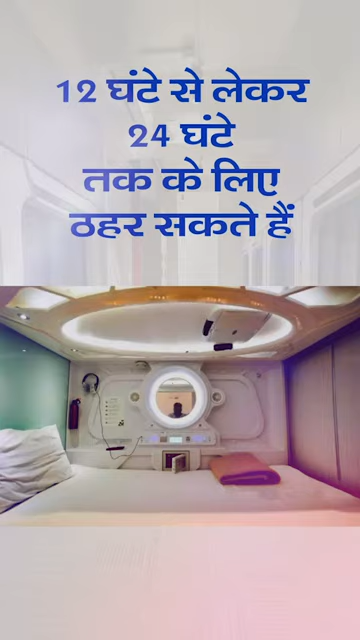 12 घंटे से लेकर
24 घंटे
तक के लिए
ठहर सकते हैं